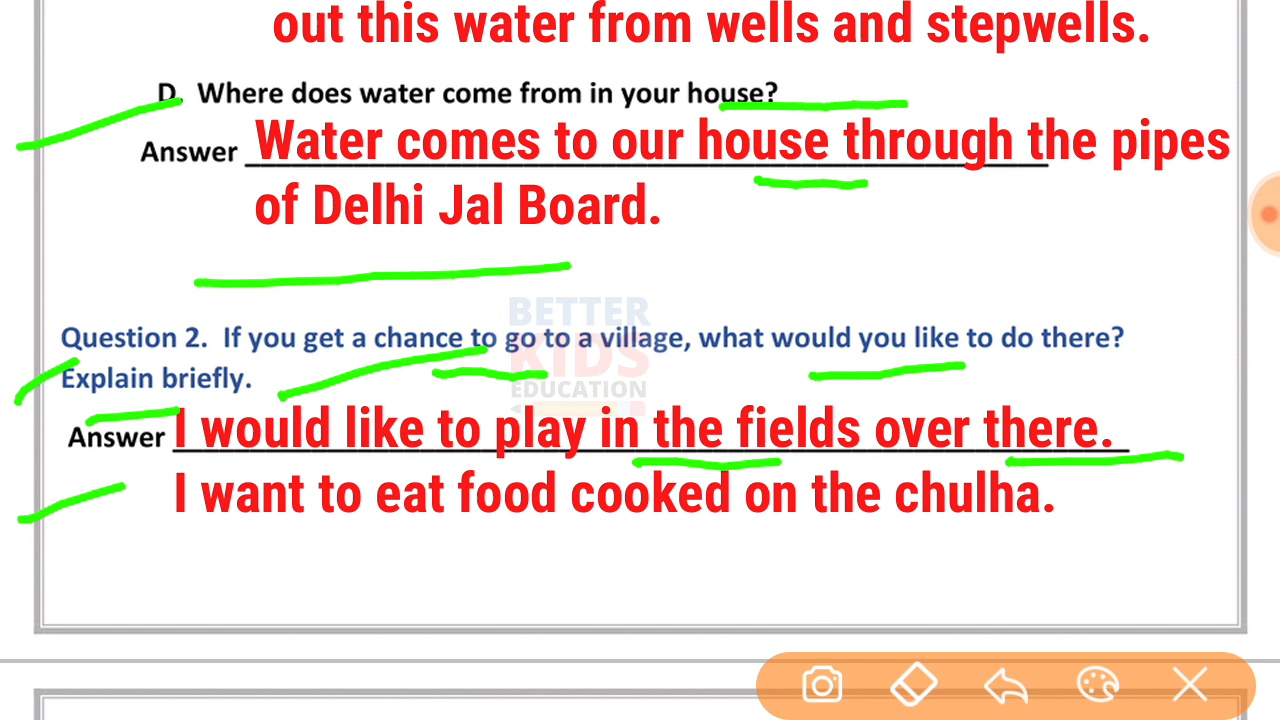 out this water from wells and stepwells.
D. Where does water come from in your house?
Answer Water comes to our house through the pipes
of Delhi Jal Board.
BETTER
KIDS
EDUCATION
Question 2. If you get a chance to go to a village, what would you like to do there?
Explain briefly.
Answer I would like to play in the fields over there.
I want to eat food cooked on the chulha.